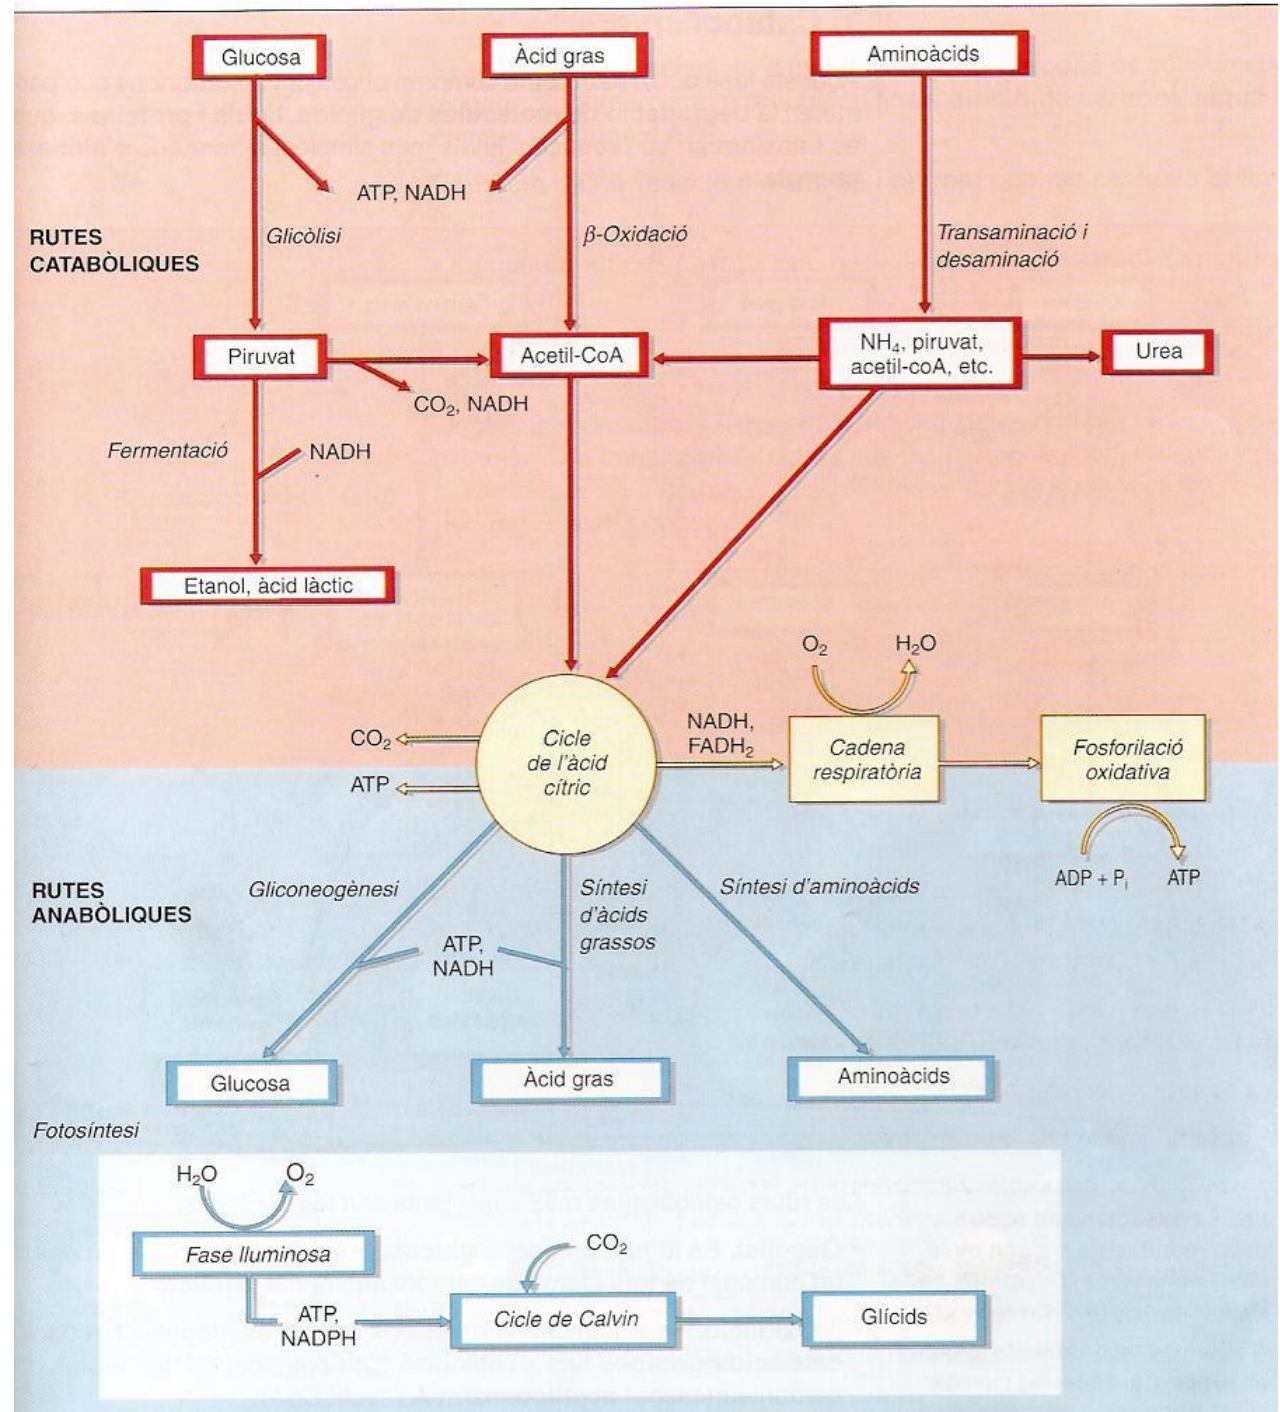 Glucosa
Àcid gras
Aminoàcids
ATP, NADH
RUTES
CATABÒLIQUES
Glicòlisi
β-Oxidació
Transaminació i
desaminació
Piruvat
Acetil-CoA
NH₄, piruvat,
acetil-coA, etc.
Urea
CO₂, NADH
Fermentació
NADH
Etanol, àcid làctic
O₂
H₂O
CO₂
ATP
Cicle
de l'àcid
cítric
NADH,
FADH₂
Cadena
respiratòria
Fosforilació
oxidativa
ADP + Pᵢ
ATP
RUTES
ANABÒLIQUES
Gliconeogènesi
Síntesi
d'àcids
grassos
Síntesi d'aminoàcids
ATP,
NADH
Glucosa
Àcid gras
Aminoàcids
Fotosíntesi
H₂O
O₂
Fase lluminosa
CO₂
ATP,
NADPH
Cicle de Calvin
Glícids